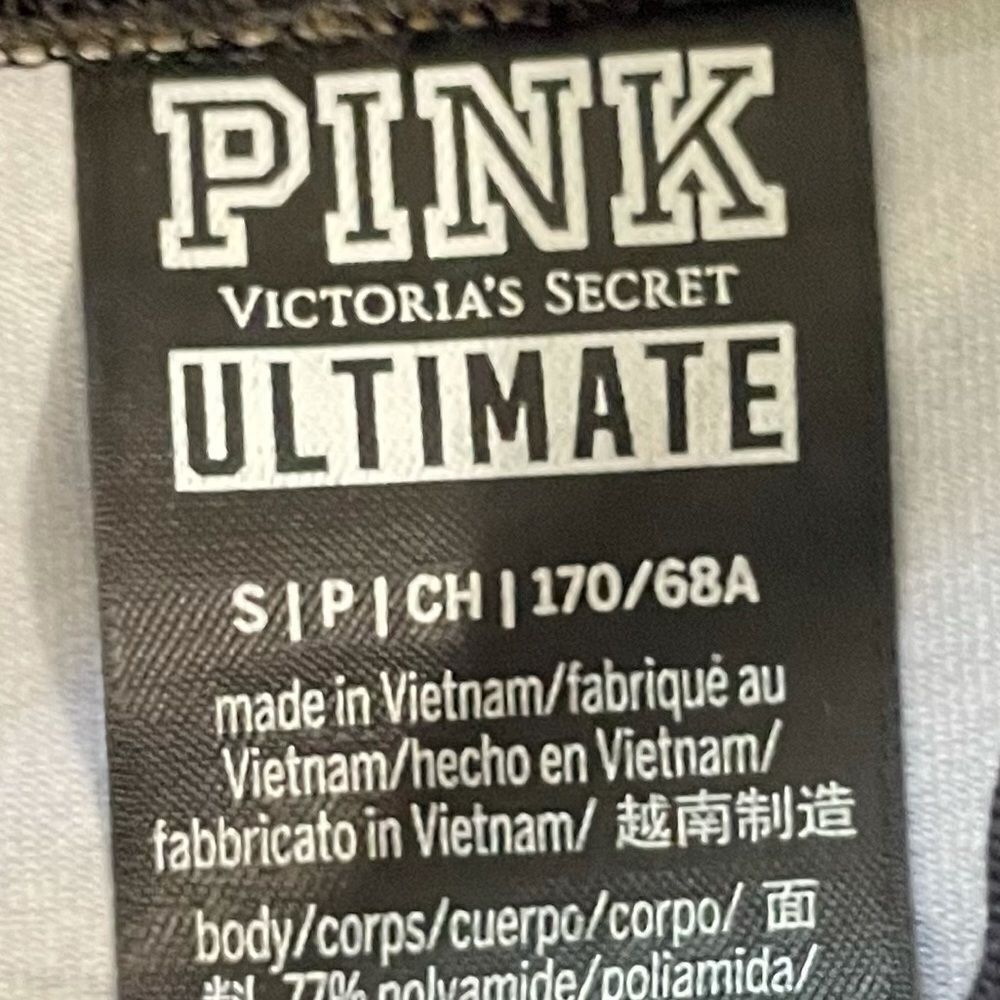 PINK
VICTORIA'S SECRET
ULTIMATE
S | P | CH | 170/68A
made in Vietnam/fabriqué au
Vietnam/hecho en Vietnam/
fabbricato in Vietnam/ 越南制造
body/corps/cuerpo/corpo/ 面
料 77% polyamide/poliamida/